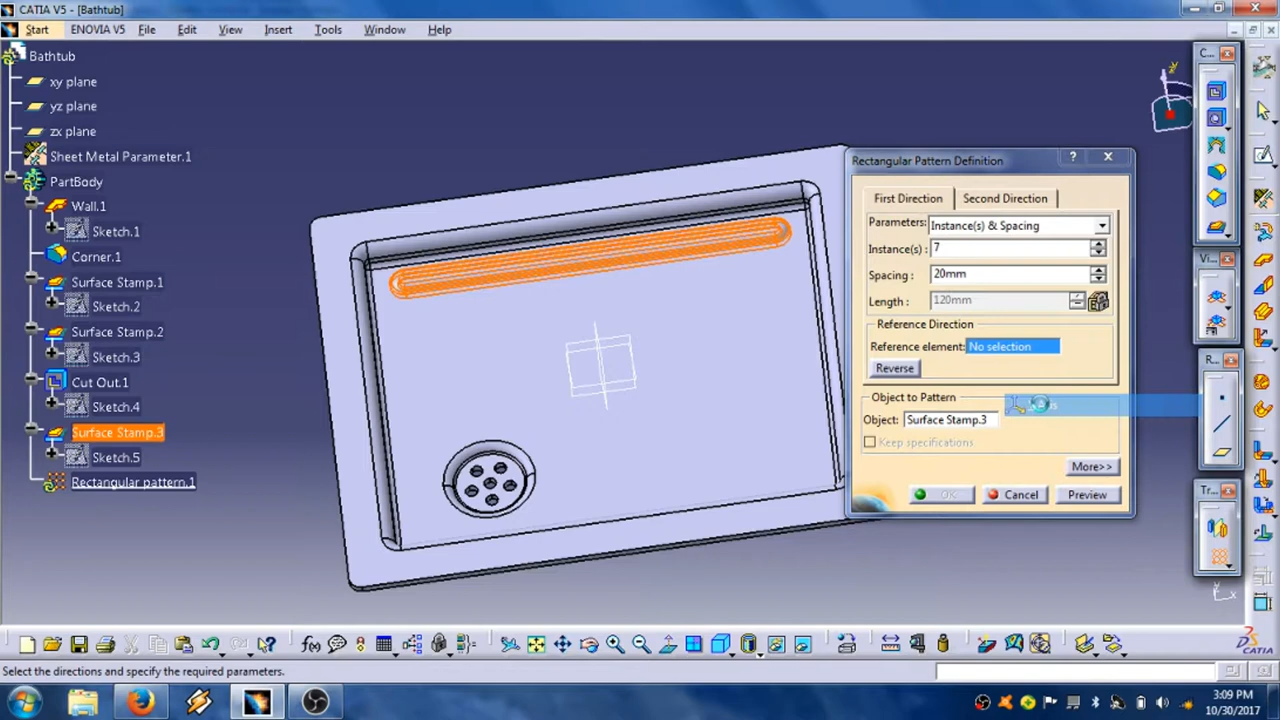 CATIA V5 - [Bathtub]
Start ENOVIA V5 File Edit View Insert Tools Window Help
Bathtub
xy plane
yz plane
zx plane
Sheet Metal Parameter.1
PartBody
Wall.1
Sketch.1
Corner.1
Surface Stamp.1
Sketch.2
Surface Stamp.2
Sketch.3
Cut Out.1
Sketch.4
Surface Stamp.3
Sketch.5
Rectangular pattern.1
Rectangular Pattern Definition
First Direction Second Direction
Parameters: Instance(s) & Spacing
Instance(s) : 7
Spacing : 20mm
Length : 120mm
Reference Direction
Reference element: No selection
Reverse
Object to Pattern
Object: Surface Stamp.3
Keep specifications
More>>
OK Cancel Preview
C...
Vi...
R...
Tr...
y
x
f(x)
CATIA
Select the directions and specify the required parameters.
3:09 PM
10/30/2017